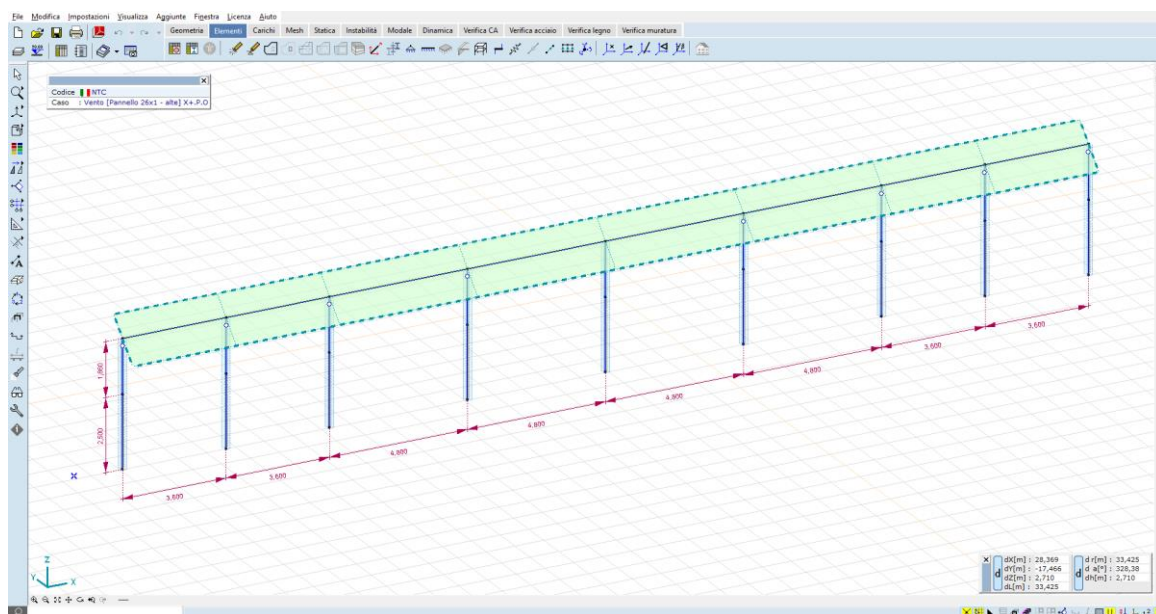 File Modifica Impostazioni Visualizza Aggiunte Finestra Licenza Aiuto
Geometria Elementi Carichi Mesh Statica Instabilità Modale Dinamica Verifica CA Verifica acciaio Verifica legno Verifica muratura
Codice NTC
Caso : Vento [Pannello 26x1 - alte] X+.P.O
1,800
2,500
3,600
3,600
4,800
4,800
4,800
4,800
3,600
3,600
Z
Y
X
x
d
dX[m] : 28,369
dY[m] : -17,466
dZ[m] : 2,710
dL[m] : 33,425
d
d r[m] : 33,425
d a[°] : 328,38
dh[m] : 2,710